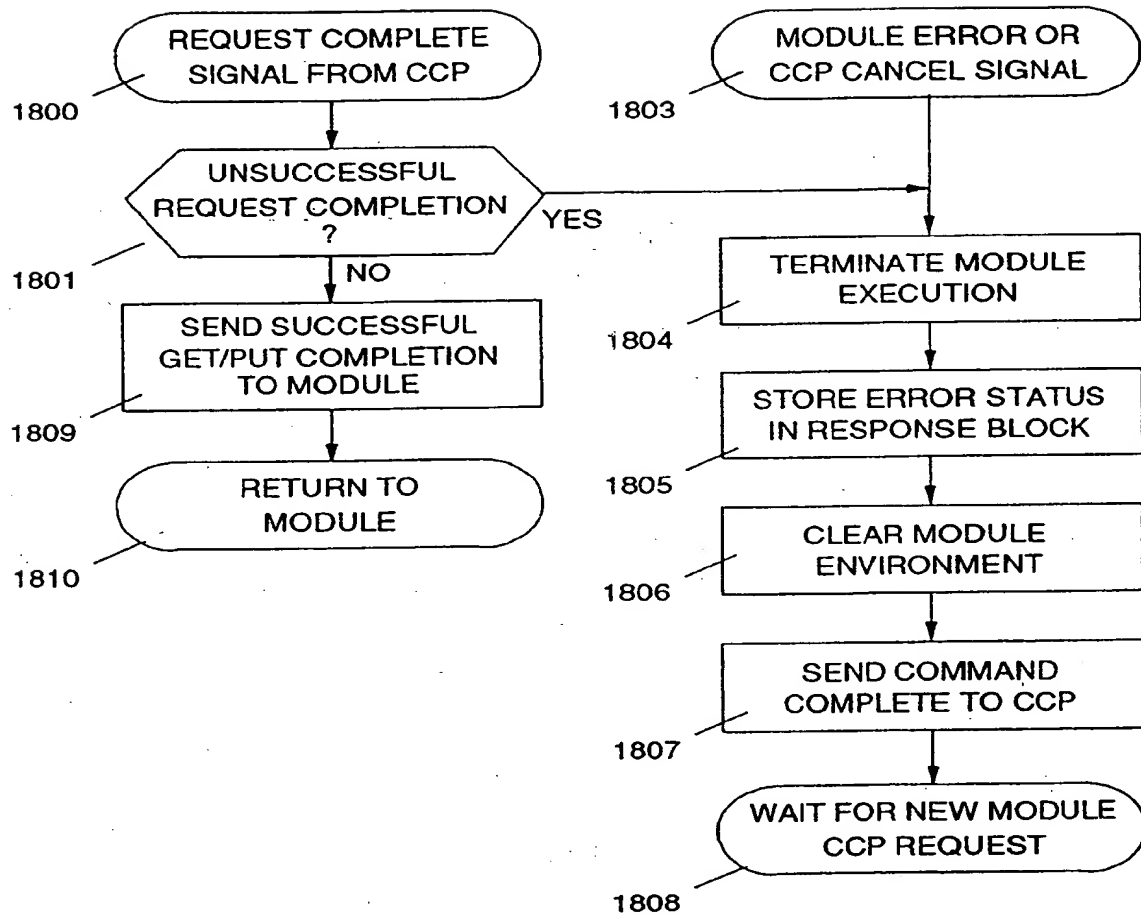 REQUEST COMPLETE
SIGNAL FROM CCP
1800
UNSUCCESSFUL
REQUEST COMPLETION
?
YES
1801
NO
SEND SUCCESSFUL
GET/PUT COMPLETION
TO MODULE
1809
RETURN TO
MODULE
1810
MODULE ERROR OR
CCP CANCEL SIGNAL
1803
TERMINATE MODULE
EXECUTION
1804
STORE ERROR STATUS
IN RESPONSE BLOCK
1805
CLEAR MODULE
ENVIRONMENT
1806
SEND COMMAND
COMPLETE TO CCP
1807
WAIT FOR NEW MODULE
CCP REQUEST
1808